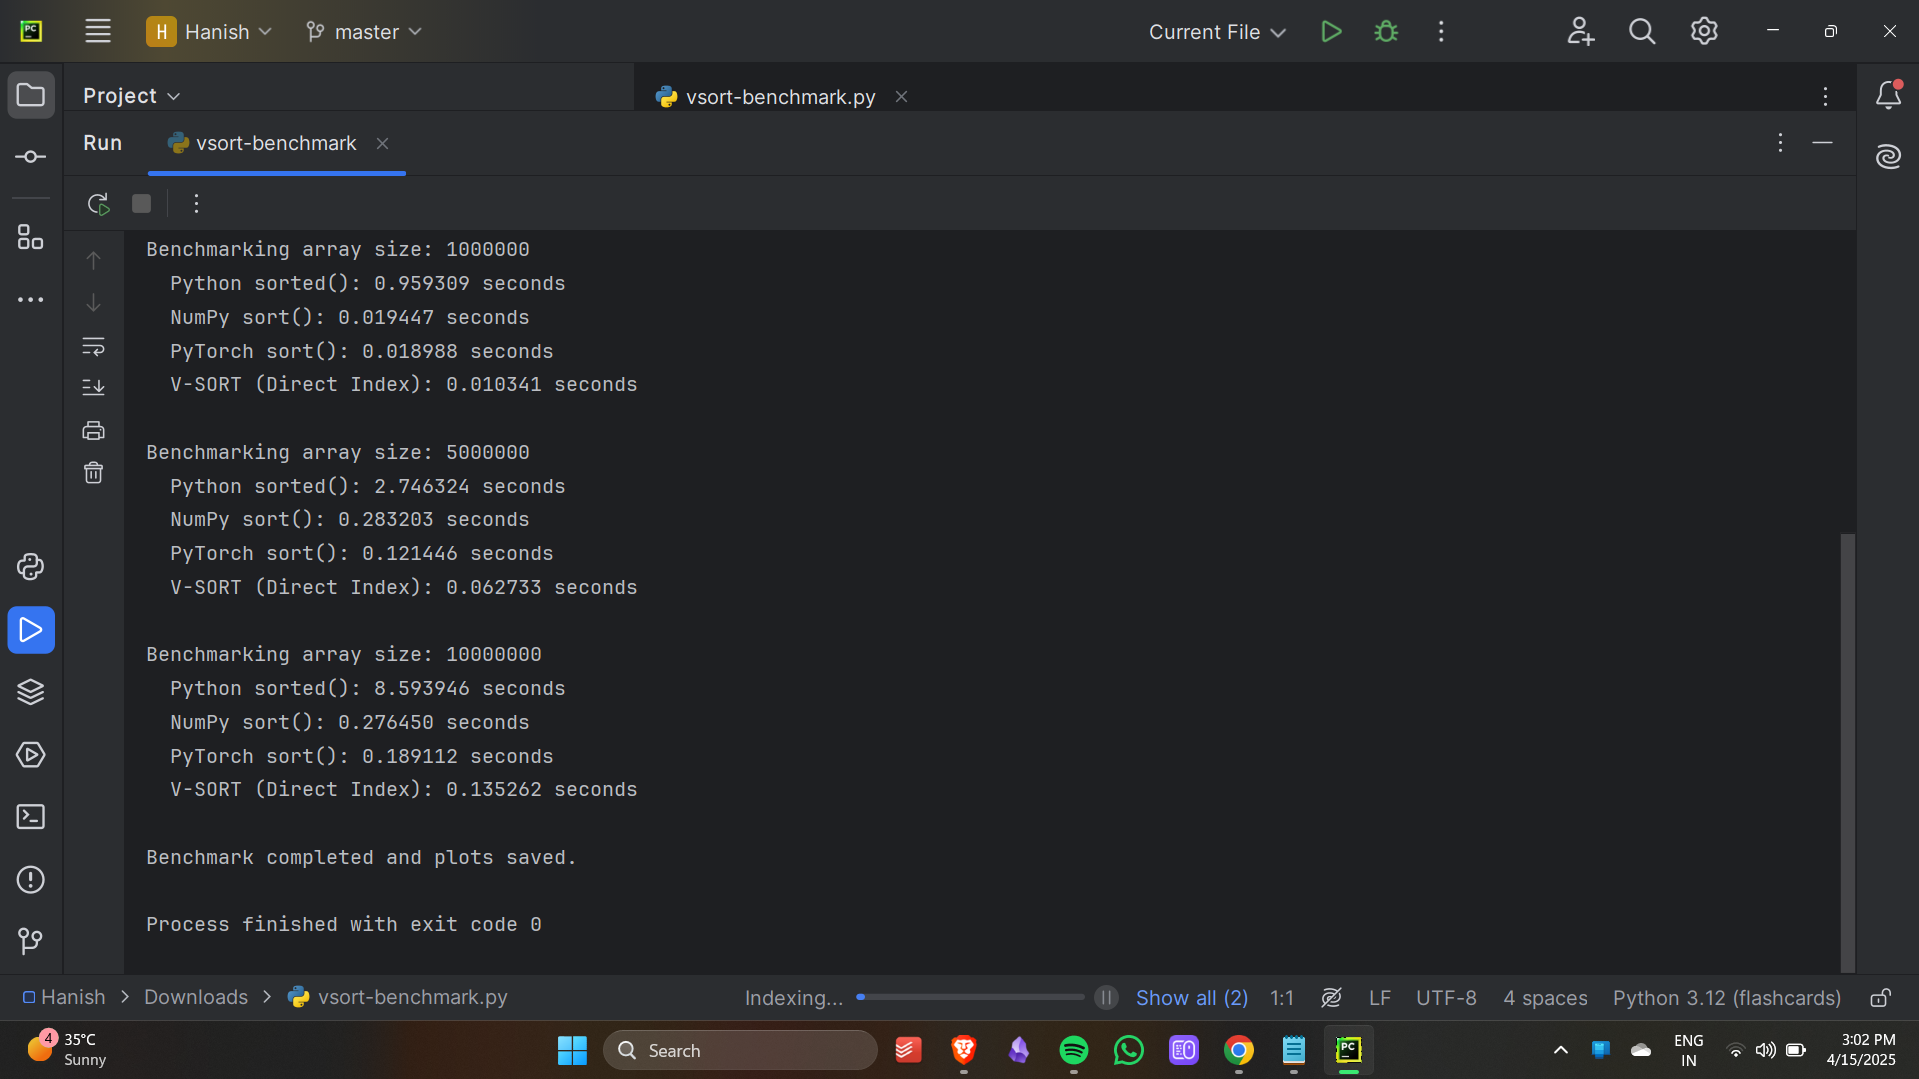 PC
H Hanish
master
Current File
Project
vsort-benchmark.py
Run
vsort-benchmark
Benchmarking array size: 1000000
Python sorted(): 0.959309 seconds
NumPy sort(): 0.019447 seconds
PyTorch sort(): 0.018988 seconds
V-SORT (Direct Index): 0.010341 seconds
Benchmarking array size: 5000000
Python sorted(): 2.746324 seconds
NumPy sort(): 0.283203 seconds
PyTorch sort(): 0.121446 seconds
V-SORT (Direct Index): 0.062733 seconds
Benchmarking array size: 10000000
Python sorted(): 8.593946 seconds
NumPy sort(): 0.276450 seconds
PyTorch sort(): 0.189112 seconds
V-SORT (Direct Index): 0.135262 seconds
Benchmark completed and plots saved.
Process finished with exit code 0
Hanish > Downloads > vsort-benchmark.py
Indexing...
Show all (2)
1:1
LF
UTF-8
4 spaces
Python 3.12 (flashcards)
4
35°C
Sunny
Search
PC
ENG
IN
3:02 PM
4/15/2025